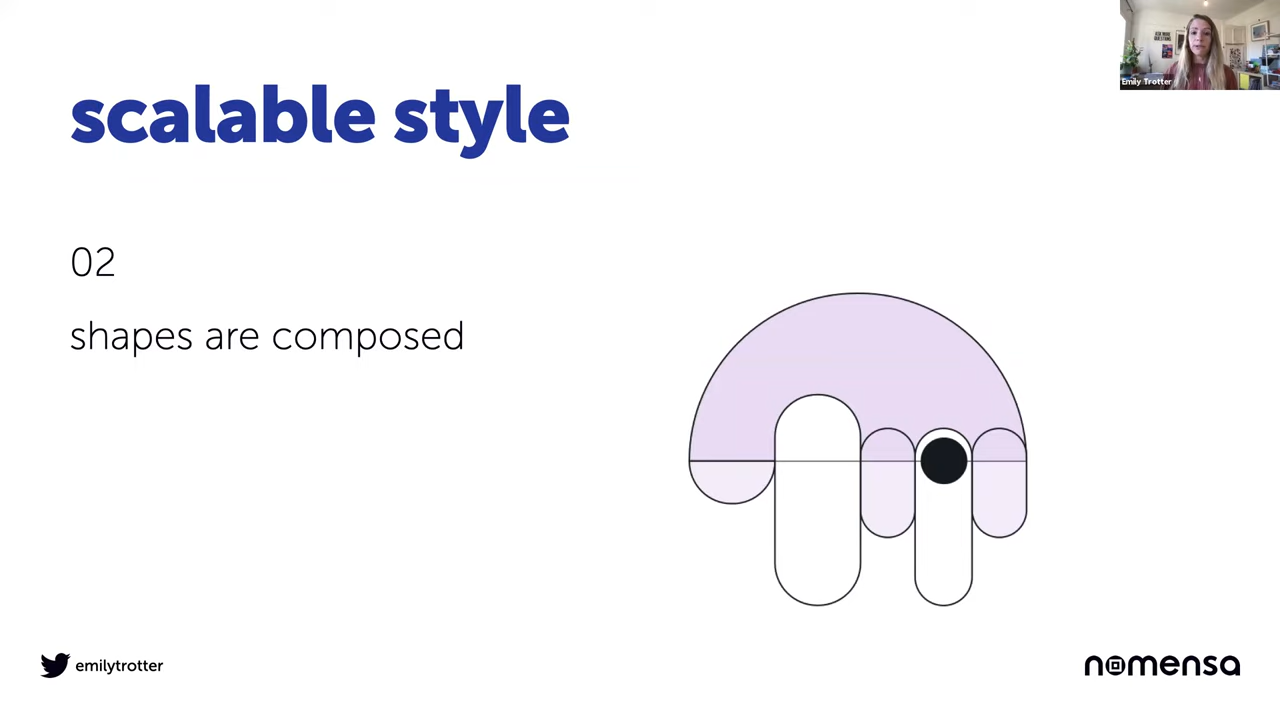 scalable style
02
shapes are composed
Emily Trotter
emilytrotter
nomensa